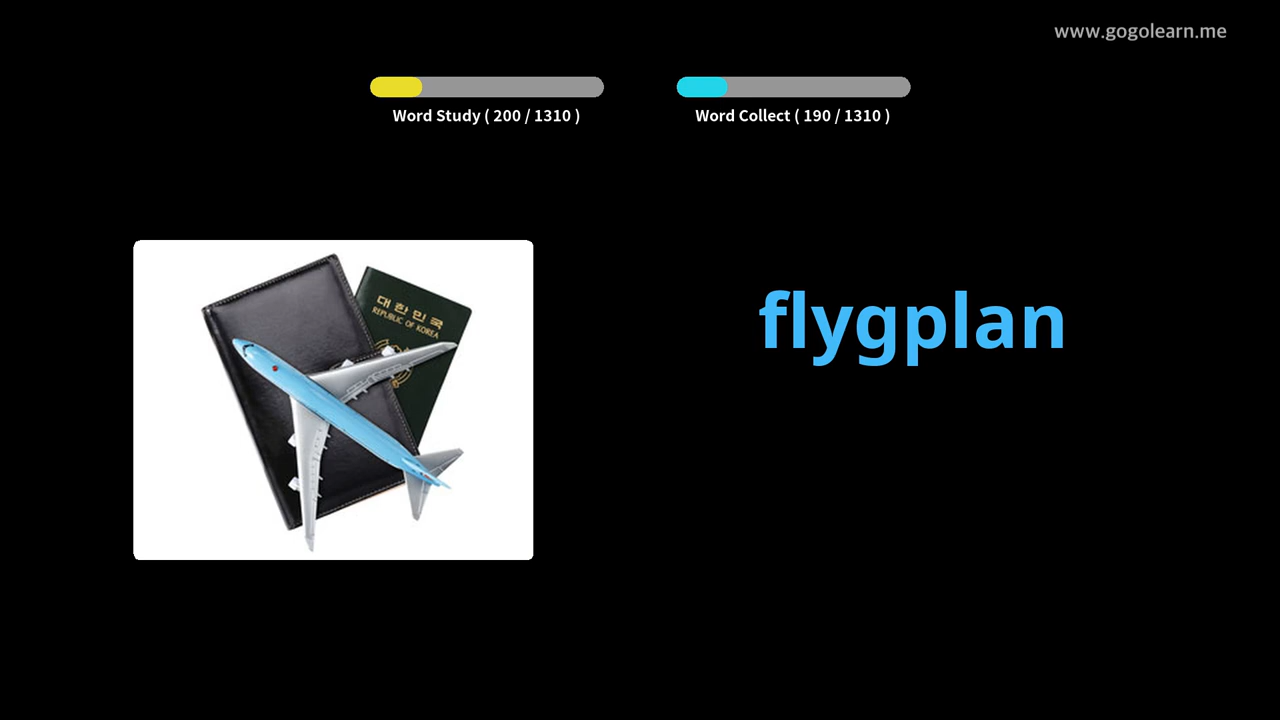 www.gogolearn.me
Word Study ( 200 / 1310 )
Word Collect ( 190 / 1310 )
대한민국
REPUBLIC OF KOREA
flygplan